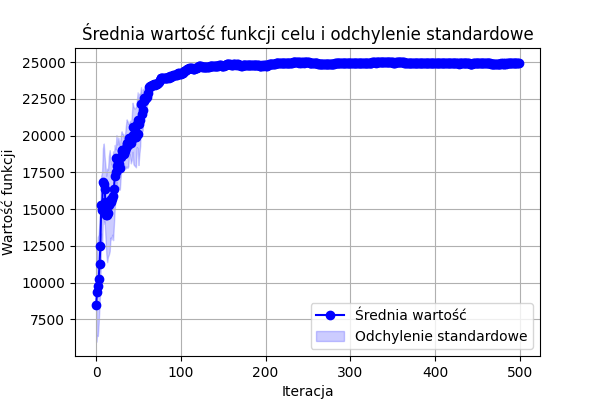 Średnia wartość funkcji celu i odchylenie standardowe
25000
22500
20000
17500
15000
12500
10000
7500
Wartość funkcji
0 100 200 300 400 500
Iteracja
Średnia wartość
Odchylenie standardowe